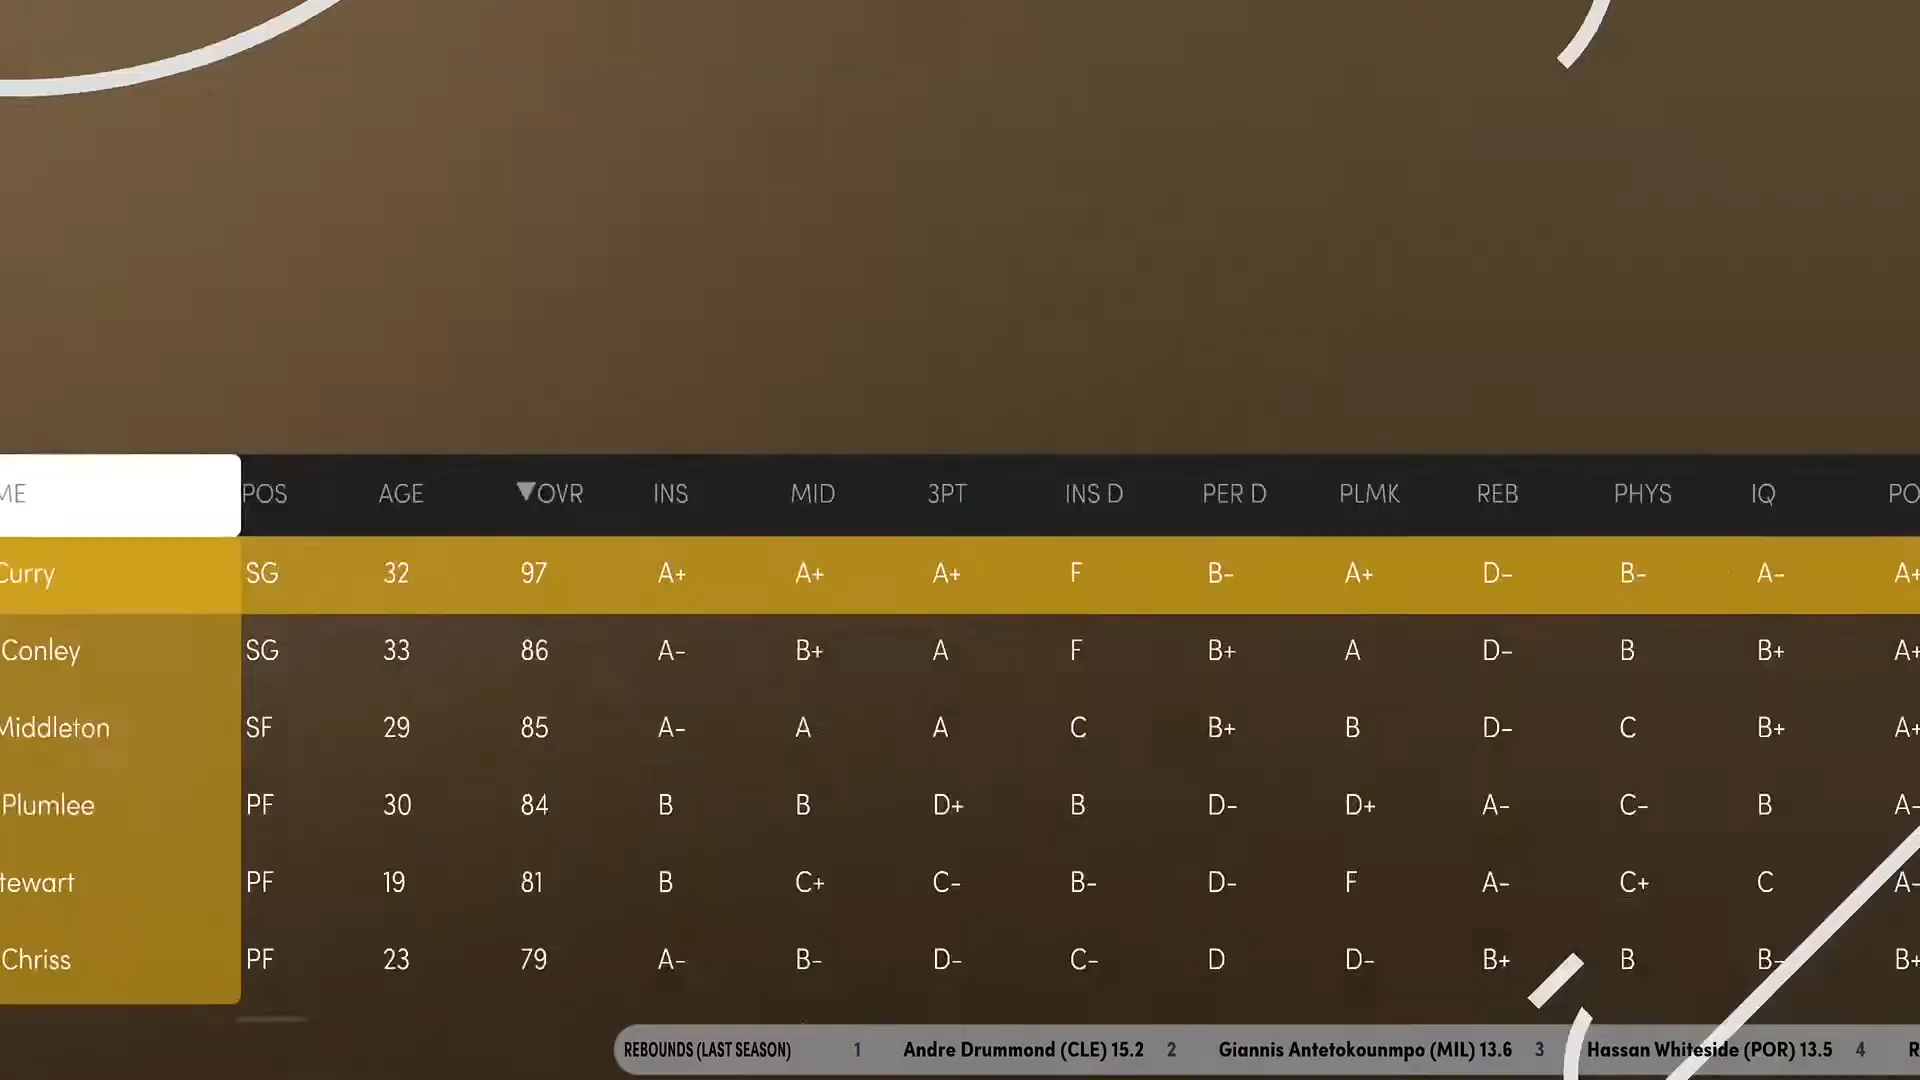 ME POS AGE ▼OVR INS MID 3PT INS D PER D PLMK REB PHYS IQ PO
Curry SG 32 97 A+ A+ A+ F B- A+ D- B- A- A+
Conley SG 33 86 A- B+ A F B+ A D- B B+ A+
Middleton SF 29 85 A- A A C B+ B D- C B+ A+
Plumlee PF 30 84 B B D+ B D- D+ A- C- B A-
tewart PF 19 81 B C+ C- B- D- F A- C+ C A-
Chriss PF 23 79 A- B- D- C- D D- B+ B B- B+
REBOUNDS (LAST SEASON) 1 Andre Drummond (CLE) 15.2 2 Giannis Antetokounmpo (MIL) 13.6 3 Hassan Whiteside (POR) 13.5 4 R